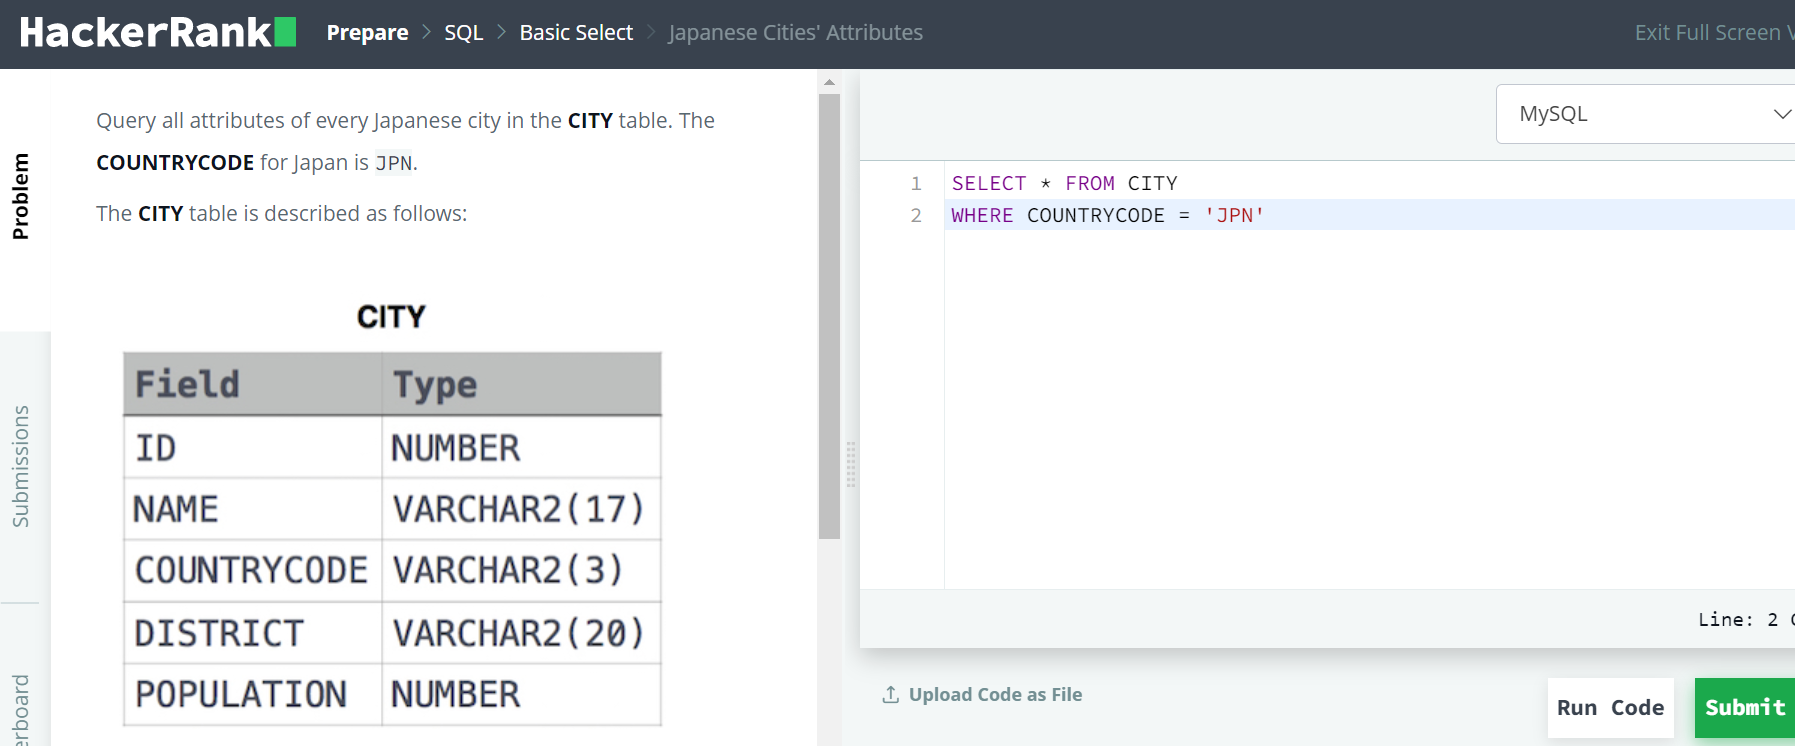 HackerRank
Prepare > SQL > Basic Select > Japanese Cities' Attributes
Exit Full Screen
Problem
Submissions
Query all attributes of every Japanese city in the CITY table. The
COUNTRYCODE for Japan is JPN.
The CITY table is described as follows:
CITY
Field Type
ID NUMBER
NAME VARCHAR2(17)
COUNTRYCODE VARCHAR2(3)
DISTRICT VARCHAR2(20)
POPULATION NUMBER
MySQL
1 SELECT * FROM CITY
2 WHERE COUNTRYCODE = 'JPN'
Line: 2
Upload Code as File
Run Code
Submit